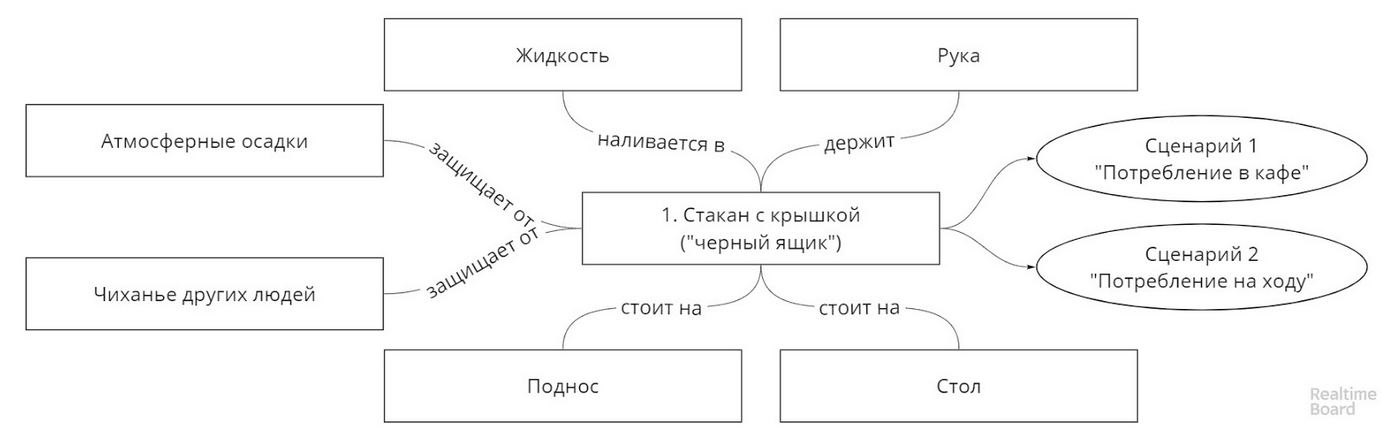 Жидкость
Рука
Атмосферные осадки
наливается в
держит
защищает от
Сценарий 1
"Потребление в кафе"
1. Стакан с крышкой
("черный ящик")
защищает от
Сценарий 2
"Потребление на ходу"
Чиханье других людей
стоит на
стоит на
Поднос
Стол
Realtime
Board